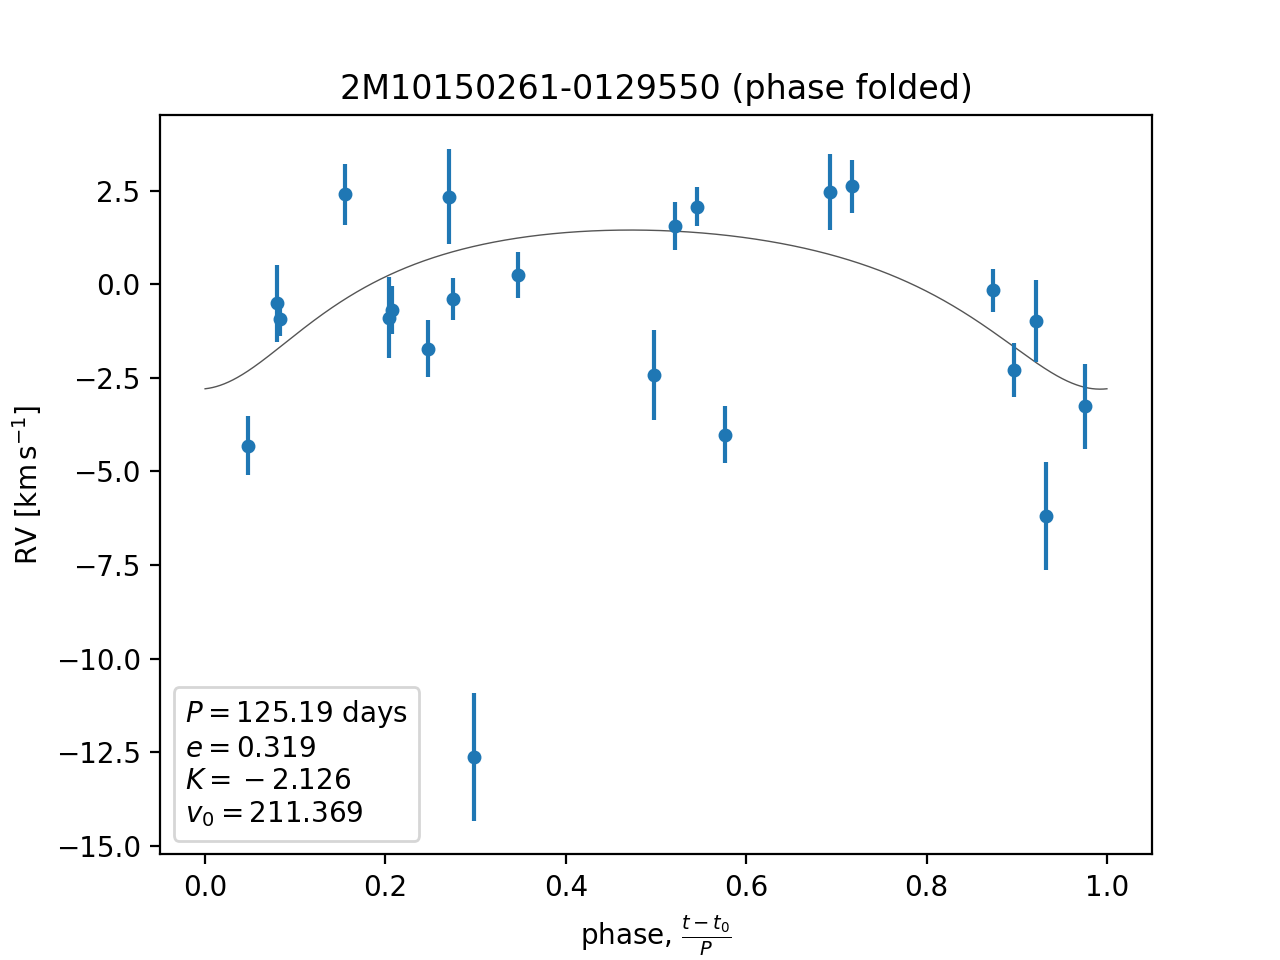 2M10150261-0129550 (phase folded)
RV [km s⁻¹]
2.5
0.0
−2.5
−5.0
−7.5
−10.0
−12.5
−15.0
P = 125.19 days
e = 0.319
K = −2.126
v₀ = 211.369
0.0 0.2 0.4 0.6 0.8 1.0
phase, (t − t₀)/P